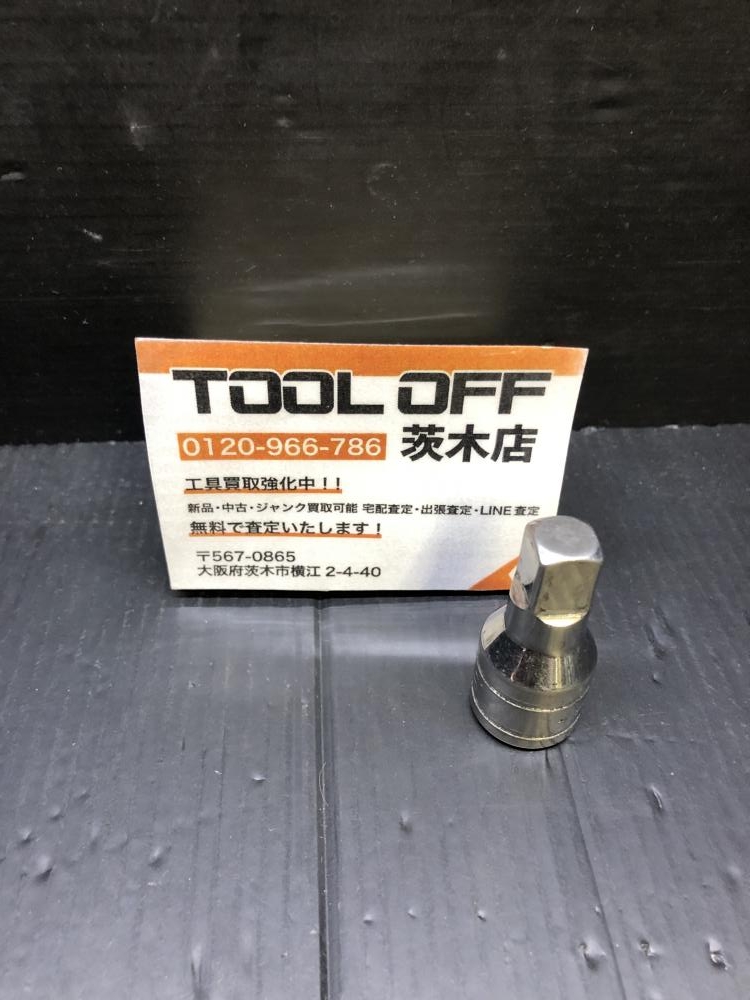 TOOL OFF
0120-966-786 茨木店
工具買取強化中!!
新品・中古・ジャンク買取可能 宅配査定・出張査定・LINE査定
無料で査定いたします!
〒567-0865
大阪府茨木市横江 2-4-40